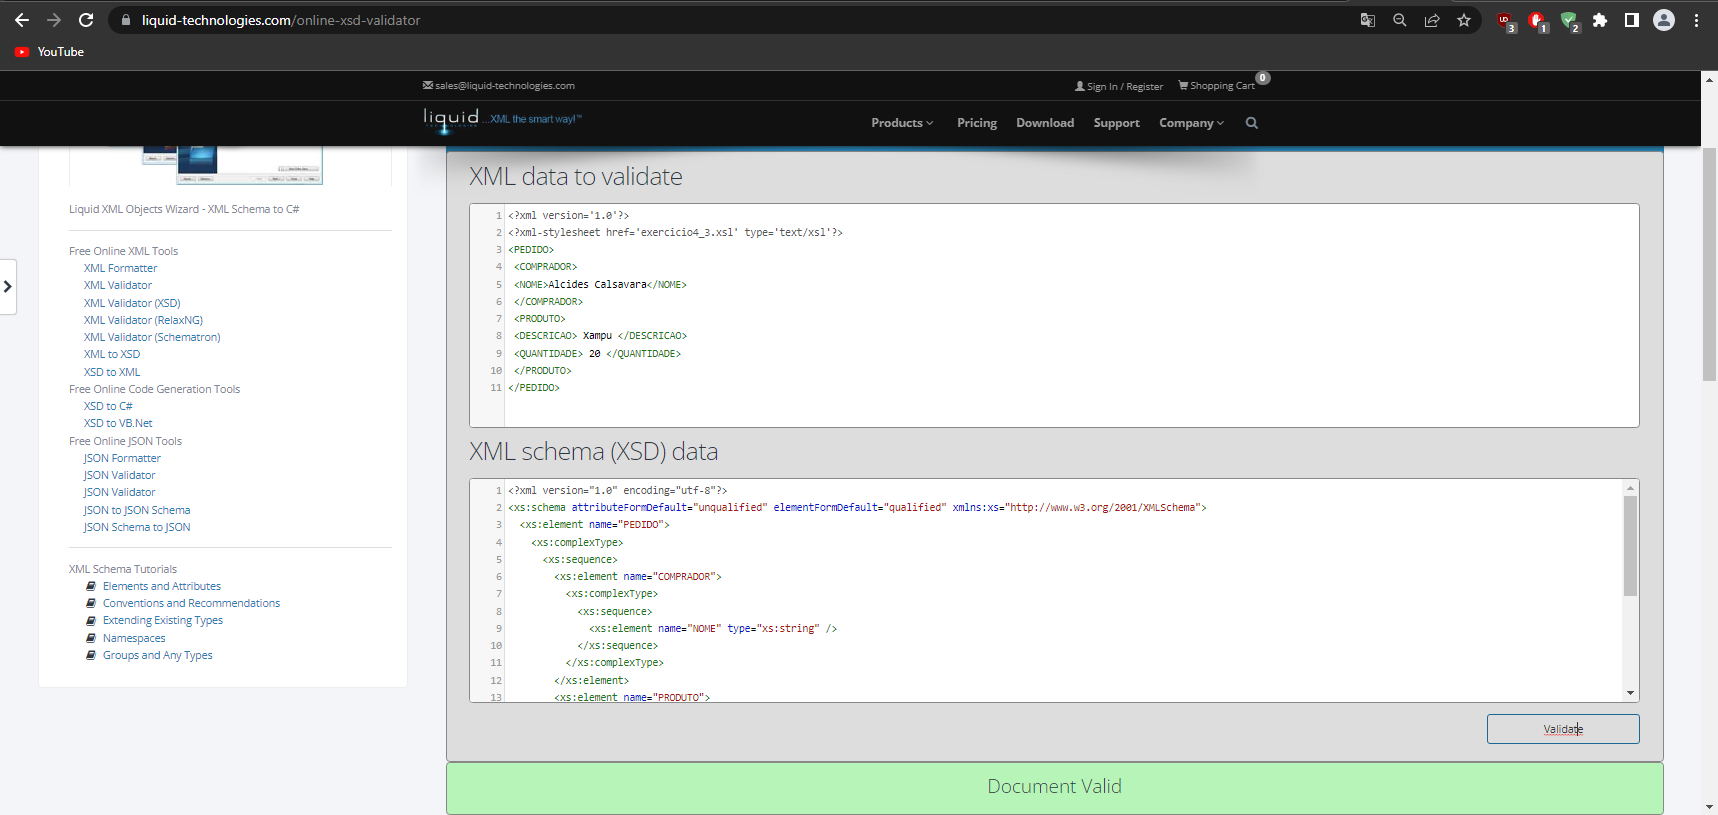 liquid-technologies.com/online-xsd-validator
3
1
2
YouTube
sales@liquid-technologies.com
Sign In / Register
Shopping Cart
0
liquid
...XML the smart way!™
Products
Pricing
Download
Support
Company
Liquid XML Objects Wizard - XML Schema to C#
Free Online XML Tools
XML Formatter
XML Validator
XML Validator (XSD)
XML Validator (RelaxNG)
XML Validator (Schematron)
XML to XSD
XSD to XML
Free Online Code Generation Tools
XSD to C#
XSD to VB.Net
Free Online JSON Tools
JSON Formatter
JSON Validator
JSON Validator
JSON to JSON Schema
JSON Schema to JSON
XML Schema Tutorials
Elements and Attributes
Conventions and Recommendations
Extending Existing Types
Namespaces
Groups and Any Types
XML data to validate
1 <?xml version='1.0'?>
2 <?xml-stylesheet href='exercicio4_3.xsl' type='text/xsl'?>
3 <PEDIDO>
4 <COMPRADOR>
5 <NOME>Alcides Calsavara</NOME>
6 </COMPRADOR>
7 <PRODUTO>
8 <DESCRICAO> Xampu </DESCRICAO>
9 <QUANTIDADE> 20 </QUANTIDADE>
10 </PRODUTO>
11 </PEDIDO>
XML schema (XSD) data
1 <?xml version="1.0" encoding="utf-8"?>
2 <xs:schema attributeFormDefault="unqualified" elementFormDefault="qualified" xmlns:xs="http://www.w3.org/2001/XMLSchema">
3 <xs:element name="PEDIDO">
4 <xs:complexType>
5 <xs:sequence>
6 <xs:element name="COMPRADOR">
7 <xs:complexType>
8 <xs:sequence>
9 <xs:element name="NOME" type="xs:string" />
10 </xs:sequence>
11 </xs:complexType>
12 </xs:element>
13 <xs:element name="PRODUTO">
Validate
Document Valid